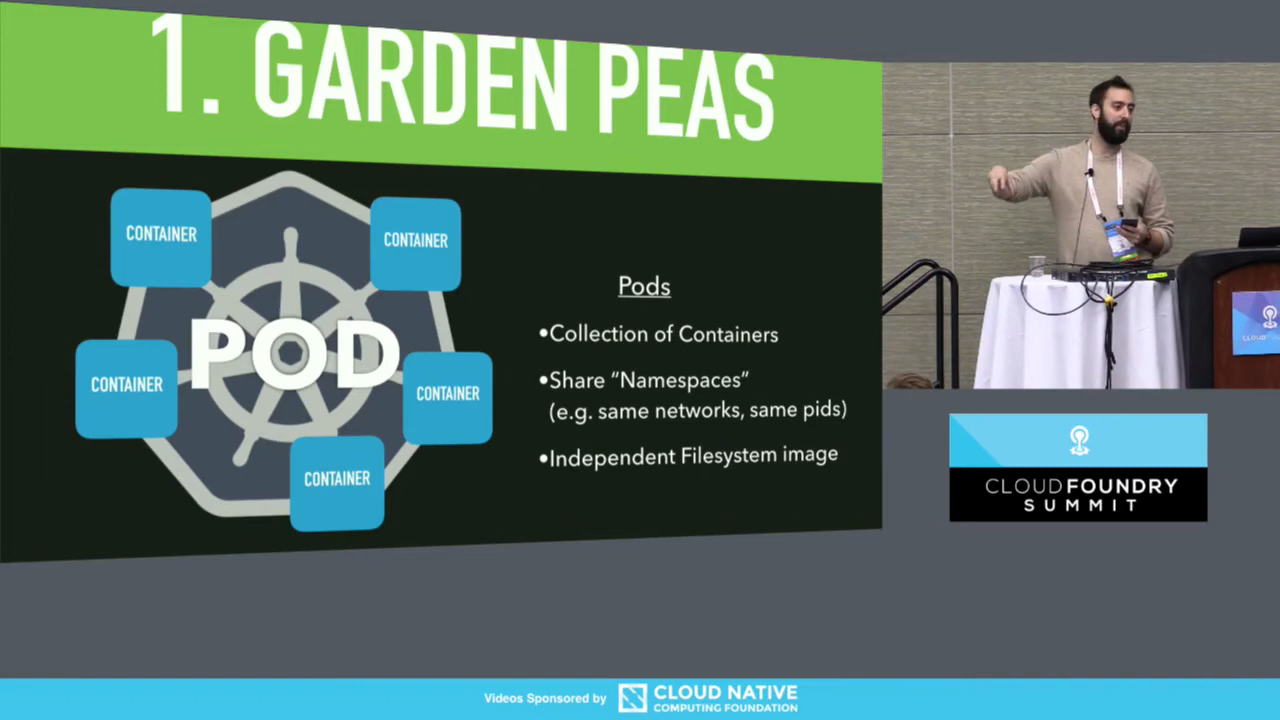 1. GARDEN PEAS
CONTAINER
CONTAINER
POD
CONTAINER
CONTAINER
CONTAINER
Pods
•Collection of Containers
•Share “Namespaces”
(e.g. same networks, same pids)
•Independent Filesystem image
CLOUD FOUNDRY
SUMMIT
Videos Sponsored by
CLOUD NATIVE
COMPUTING FOUNDATION